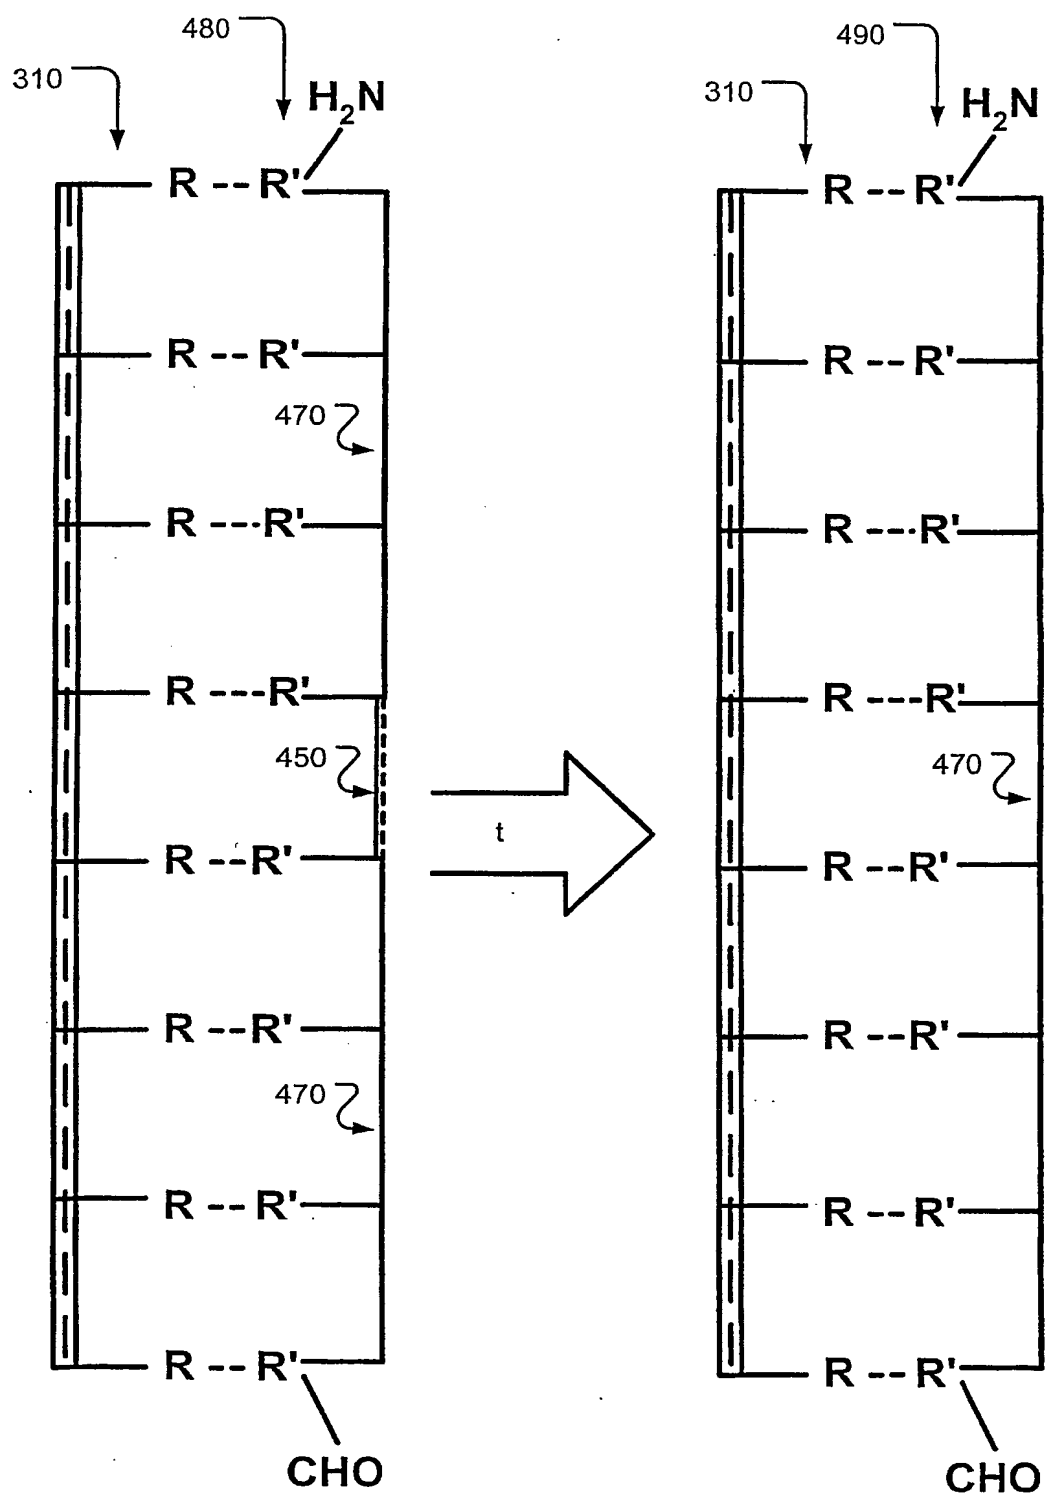 480
490
310
310
H₂N
H₂N
R -- R'
R -- R'
R -- R'
R -- R'
470
R --- R'
R --- R'
R --- R'
R --- R'
450
t
470
R -- R'
R -- R'
R -- R'
R -- R'
470
R -- R'
R -- R'
R -- R'
R -- R'
CHO
CHO